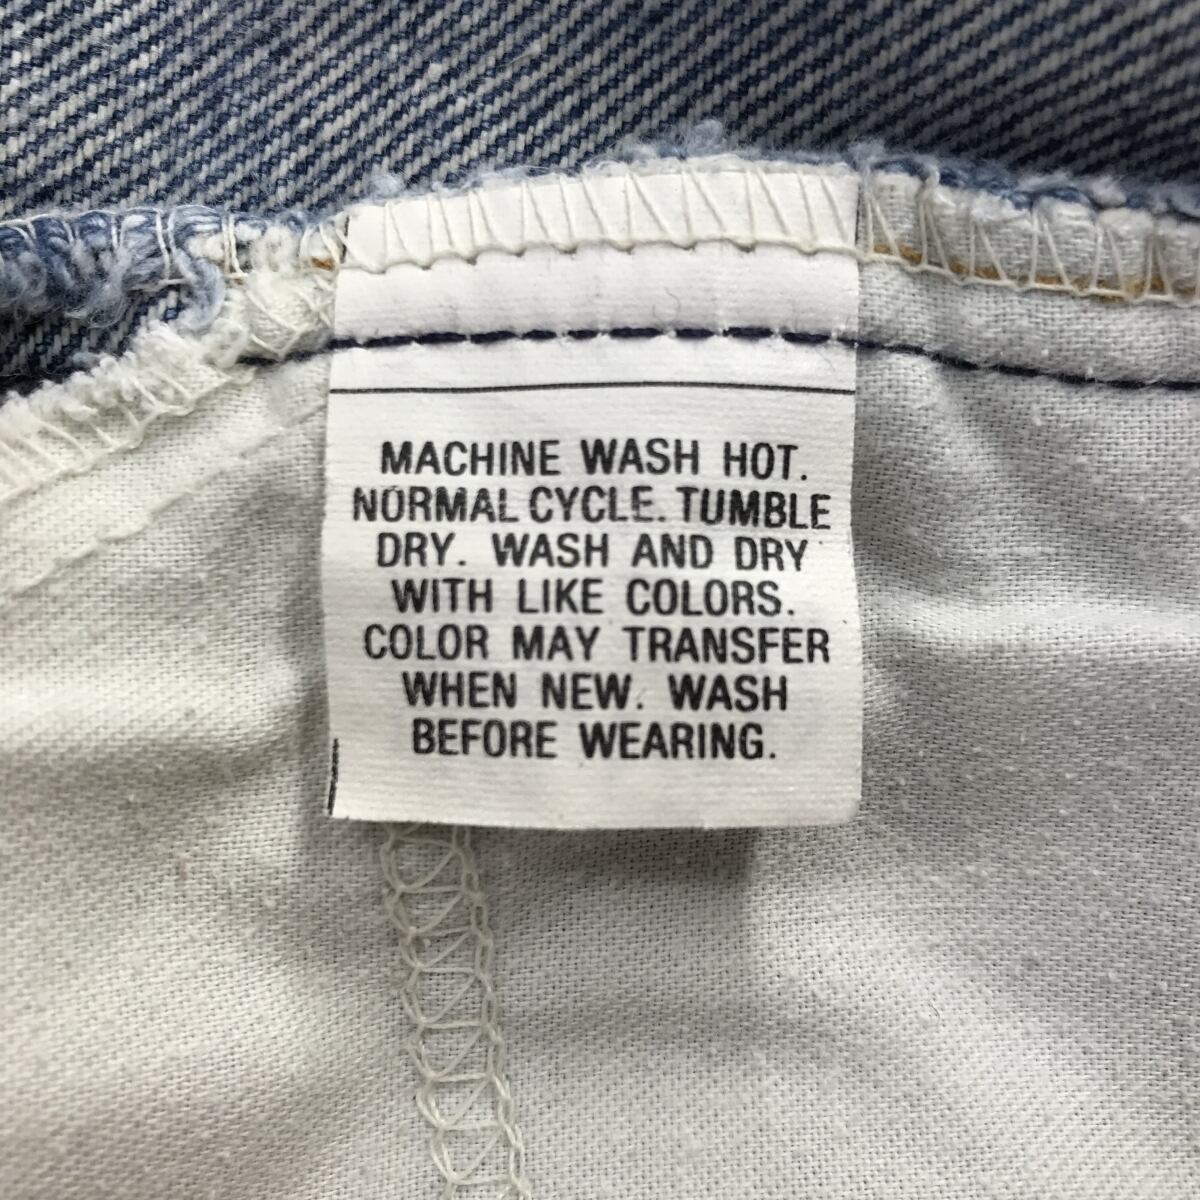 MACHINE WASH HOT.
NORMAL CYCLE. TUMBLE
DRY. WASH AND DRY
WITH LIKE COLORS.
COLOR MAY TRANSFER
WHEN NEW. WASH
BEFORE WEARING.